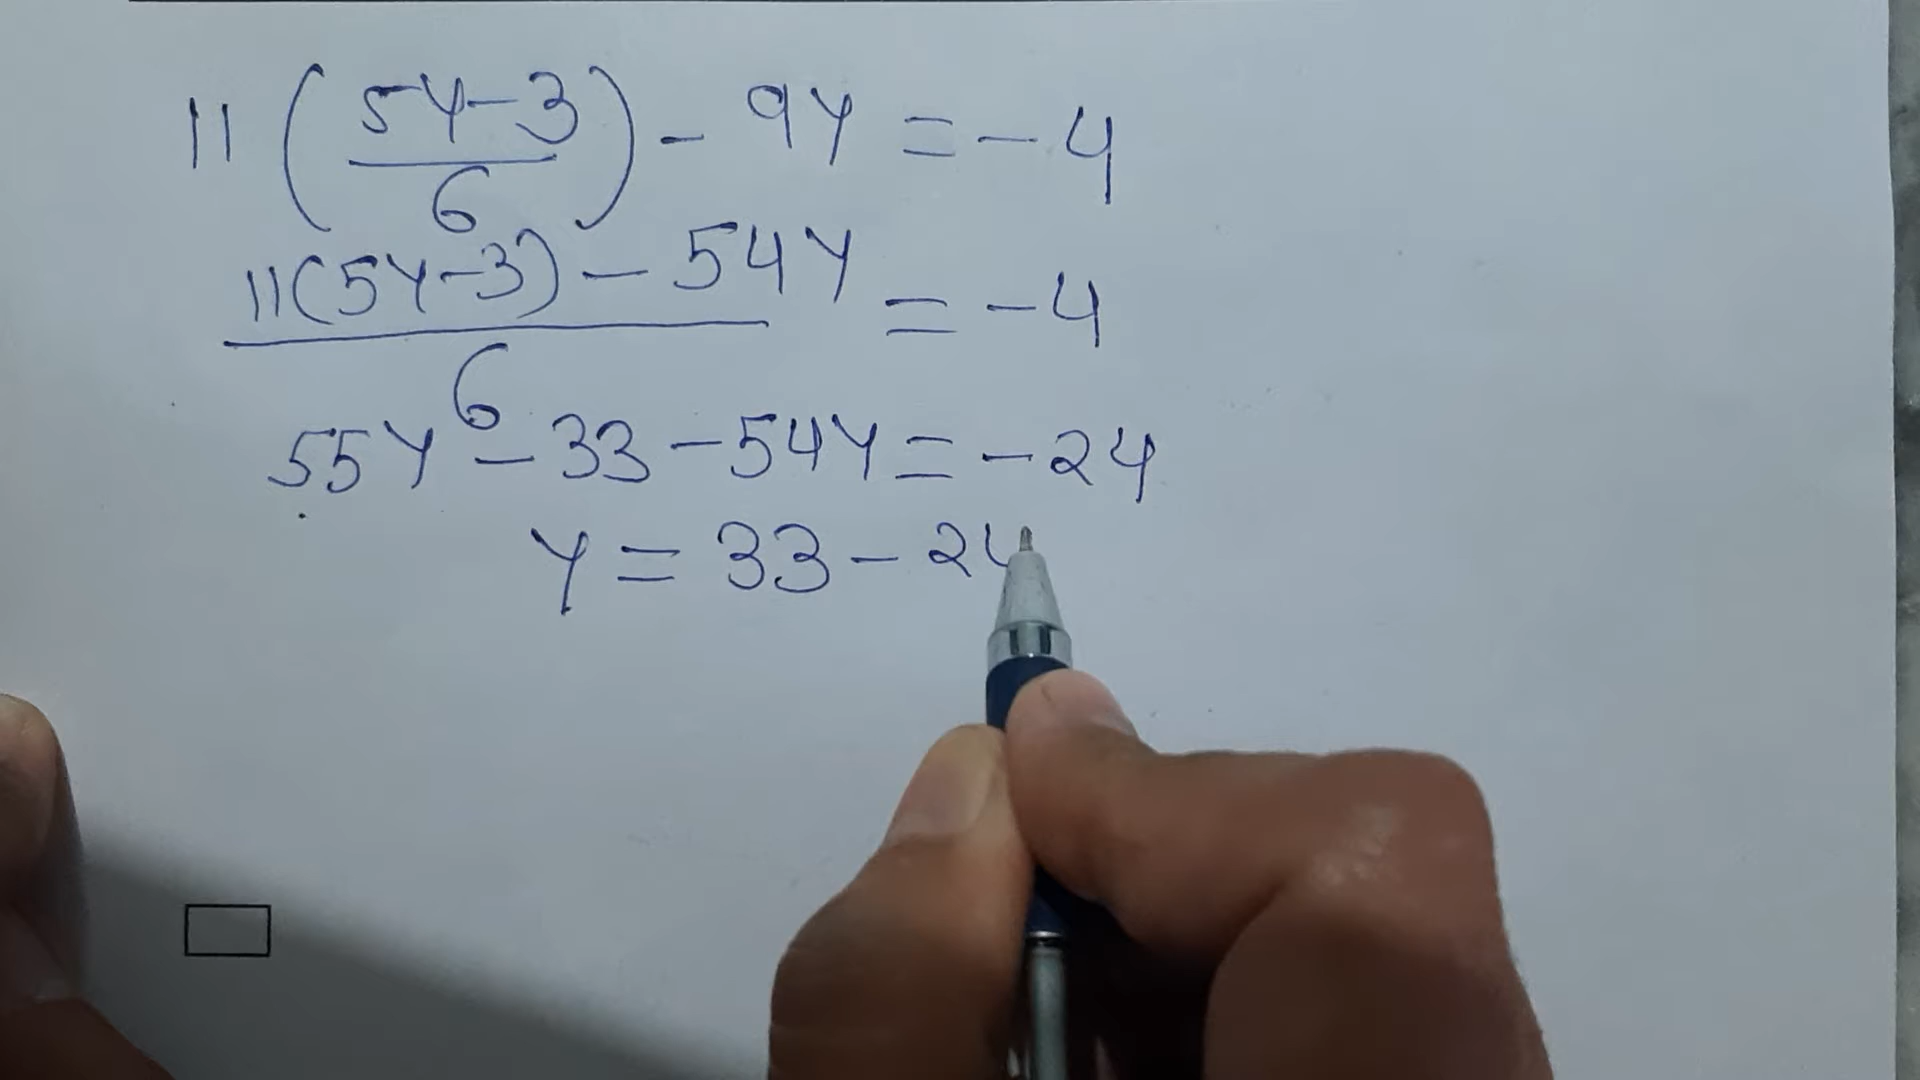 11 ( (5y-3)/6 ) - 9y = -4
(11(5y-3) - 54y)/6 = -4
55y - 33 - 54y = -24
y = 33 - 24